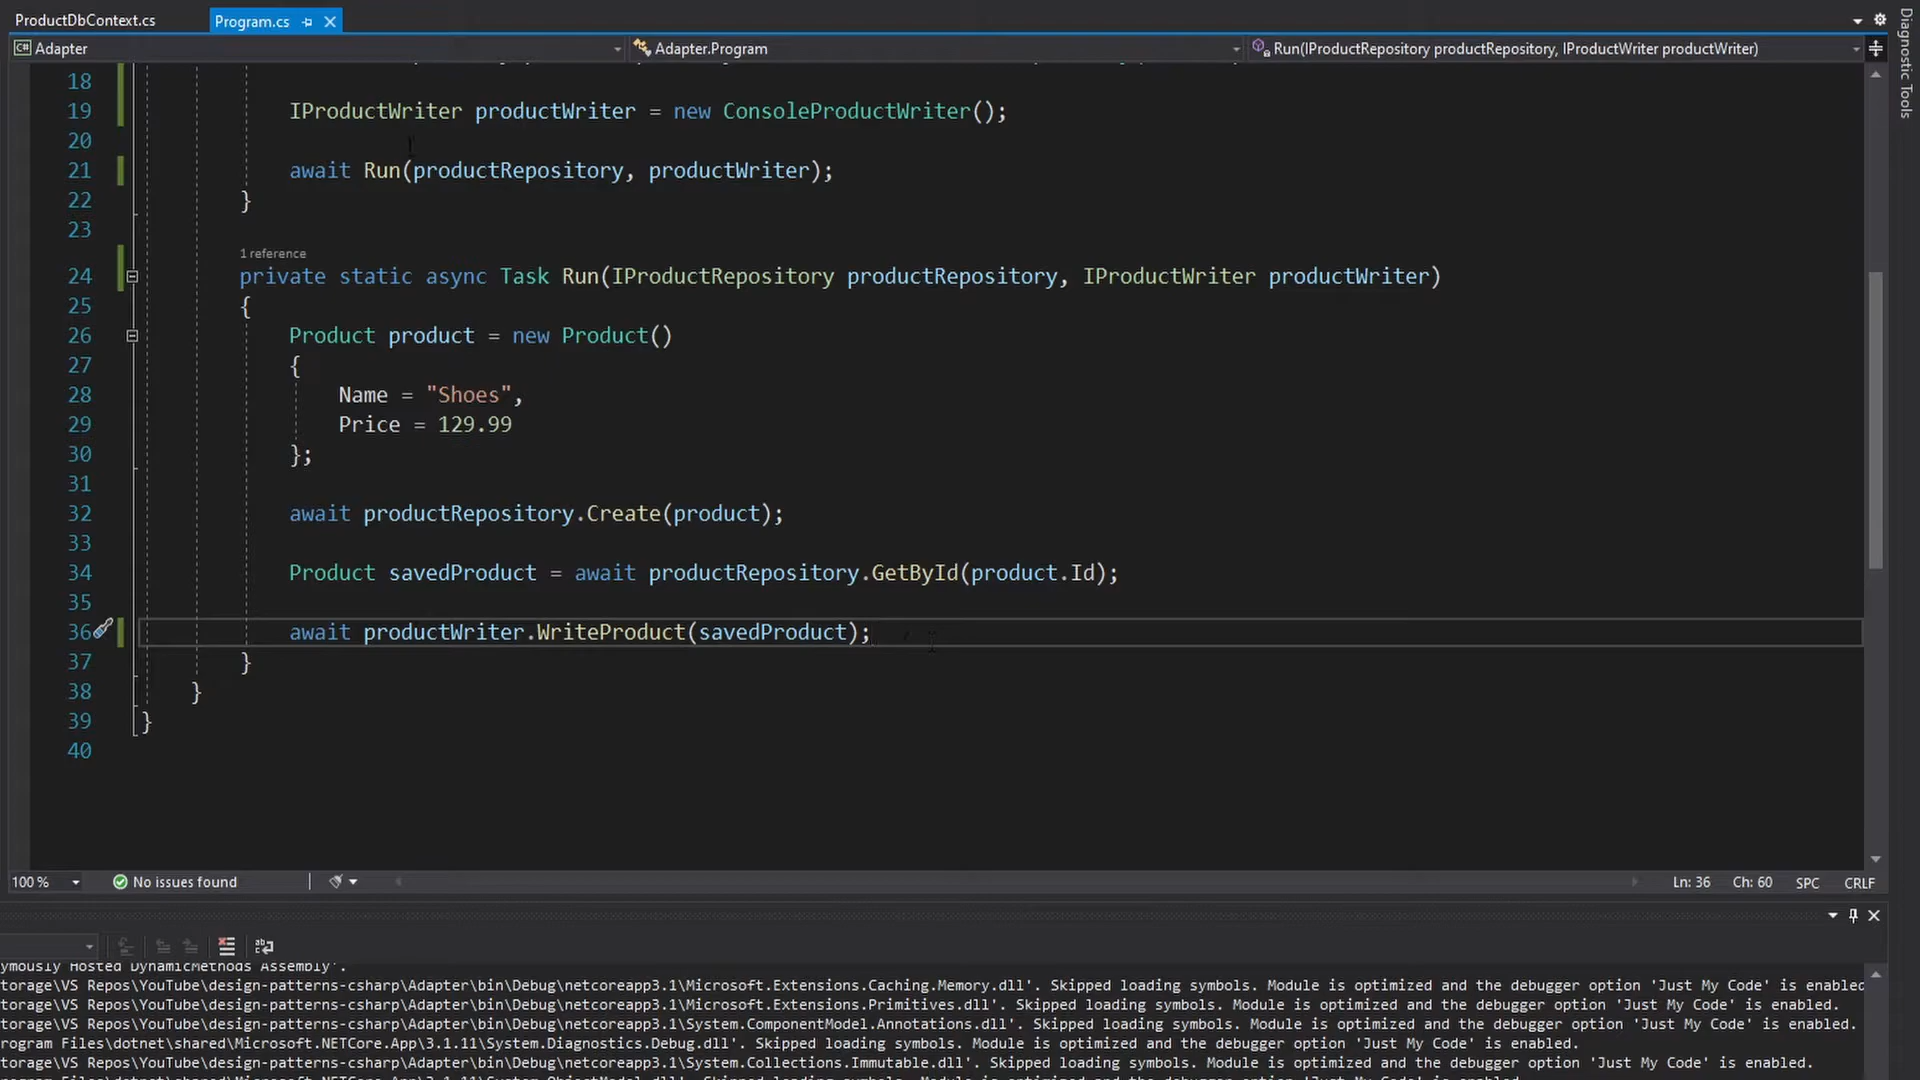 ProductDbContext.cs
Program.cs
Adapter
Adapter.Program
Run(IProductRepository productRepository, IProductWriter productWriter)
Diagnostic Tools
18
19 IProductWriter productWriter = new ConsoleProductWriter();
20
21 await Run(productRepository, productWriter);
22 }
23
1 reference
24 private static async Task Run(IProductRepository productRepository, IProductWriter productWriter)
25 {
26 Product product = new Product()
27 {
28 Name = "Shoes",
29 Price = 129.99
30 };
31
32 await productRepository.Create(product);
33
34 Product savedProduct = await productRepository.GetById(product.Id);
35
36 await productWriter.WriteProduct(savedProduct);
37 }
38 }
39 }
40
100 % No issues found Ln: 36 Ch: 60 SPC CRLF
ymously Hosted DynamicMethods Assembly'.
torage\VS Repos\YouTube\design-patterns-csharp\Adapter\bin\Debug\netcoreapp3.1\Microsoft.Extensions.Caching.Memory.dll'. Skipped loading symbols. Module is optimized and the debugger option 'Just My Code' is enabled
torage\VS Repos\YouTube\design-patterns-csharp\Adapter\bin\Debug\netcoreapp3.1\Microsoft.Extensions.Primitives.dll'. Skipped loading symbols. Module is optimized and the debugger option 'Just My Code' is enabled.
torage\VS Repos\YouTube\design-patterns-csharp\Adapter\bin\Debug\netcoreapp3.1\System.ComponentModel.Annotations.dll'. Skipped loading symbols. Module is optimized and the debugger option 'Just My Code' is enabled.
rogram Files\dotnet\shared\Microsoft.NETCore.App\3.1.11\System.Diagnostics.Debug.dll'. Skipped loading symbols. Module is optimized and the debugger option 'Just My Code' is enabled.
torage\VS Repos\YouTube\design-patterns-csharp\Adapter\bin\Debug\netcoreapp3.1\System.Collections.Immutable.dll'. Skipped loading symbols. Module is optimized and the debugger option 'Just My Code' is enabled.